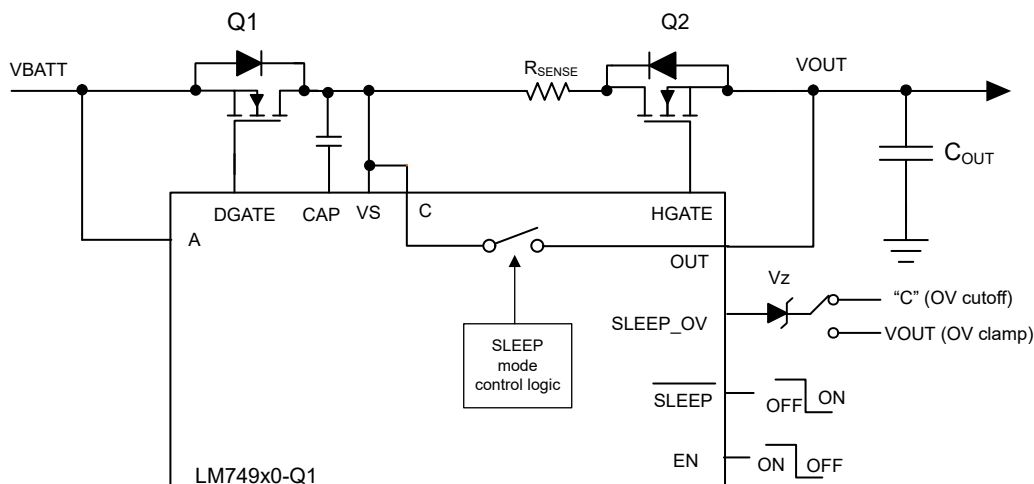 Q1
Q2
VBATT
RSENSE
VOUT
COUT
DGATE
CAP
VS
C
HGATE
A
OUT
Vz
"C" (OV cutoff)
SLEEP_OV
VOUT (OV clamp)
SLEEP
mode
control logic
SLEEP
OFF
ON
EN
ON
OFF
LM749x0-Q1